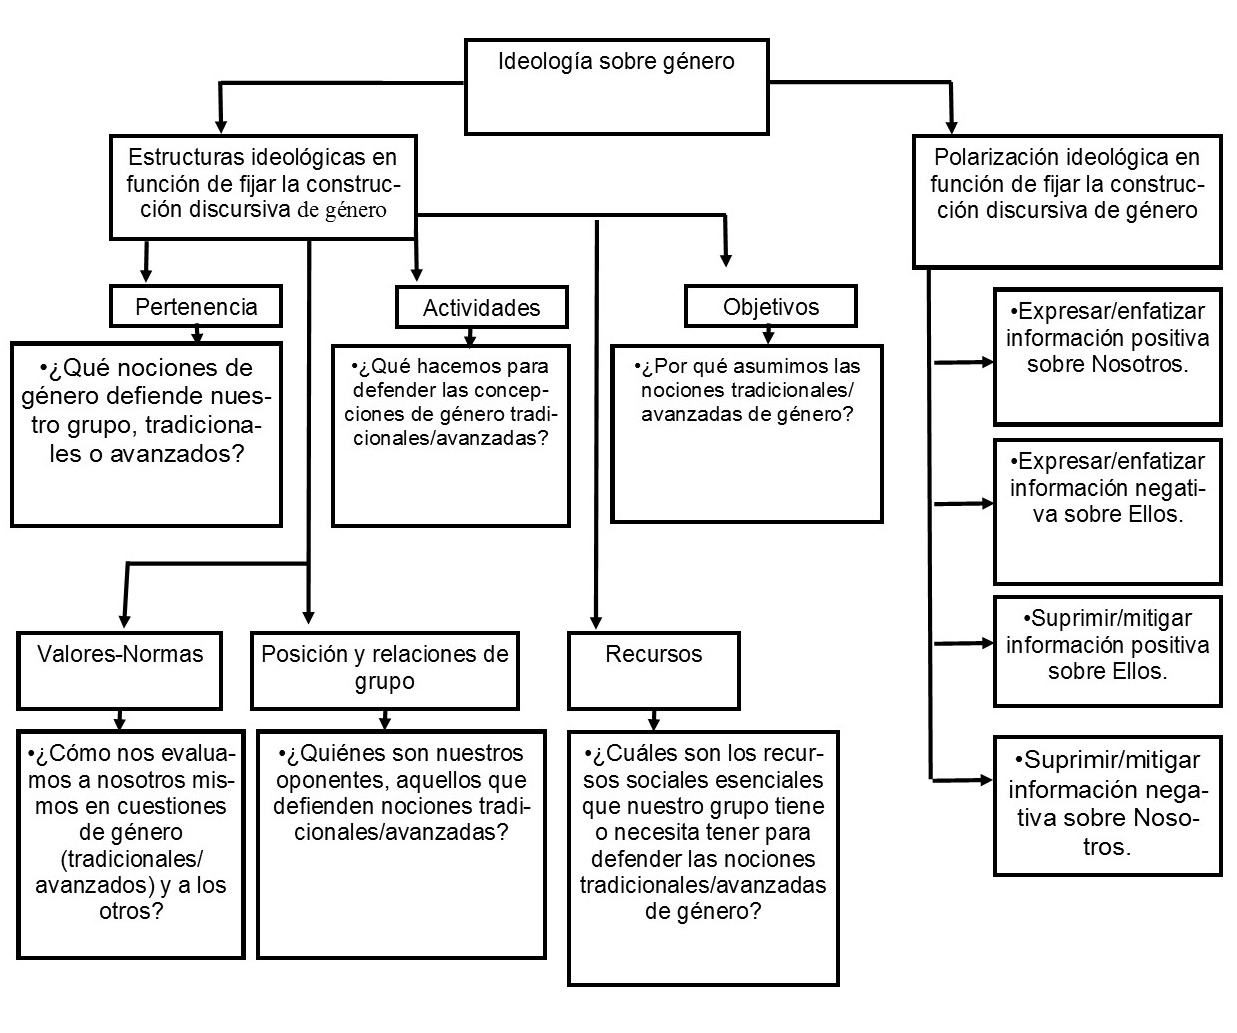 Ideología sobre género
Estructuras ideológicas en
función de fijar la construc-
ción discursiva de género
Polarización ideológica en
función de fijar la construc-
ción discursiva de género
Pertenencia
Actividades
Objetivos
•¿Qué nociones de
género defiende nues-
tro grupo, tradiciona-
les o avanzados?
•¿Qué hacemos para
defender las concep-
ciones de género tradi-
cionales/avanzadas?
•¿Por qué asumimos las
nociones tradicionales/
avanzadas de género?
•Expresar/enfatizar
información positiva
sobre Nosotros.
•Expresar/enfatizar
información negati-
va sobre Ellos.
•Suprimir/mitigar
información positiva
sobre Ellos.
•Suprimir/mitigar
información nega-
tiva sobre Noso-
tros.
Valores-Normas
Posición y relaciones de
grupo
Recursos
•¿Cómo nos evalua-
mos a nosotros mis-
mos en cuestiones
de género
(tradicionales/
avanzados) y a los
otros?
•¿Quiénes son nuestros
oponentes, aquellos que
defienden nociones tradi-
cionales/avanzadas?
•¿Cuáles son los recur-
sos sociales esenciales
que nuestro grupo tiene
o necesita tener para
defender las nociones
tradicionales/avanzadas
de género?